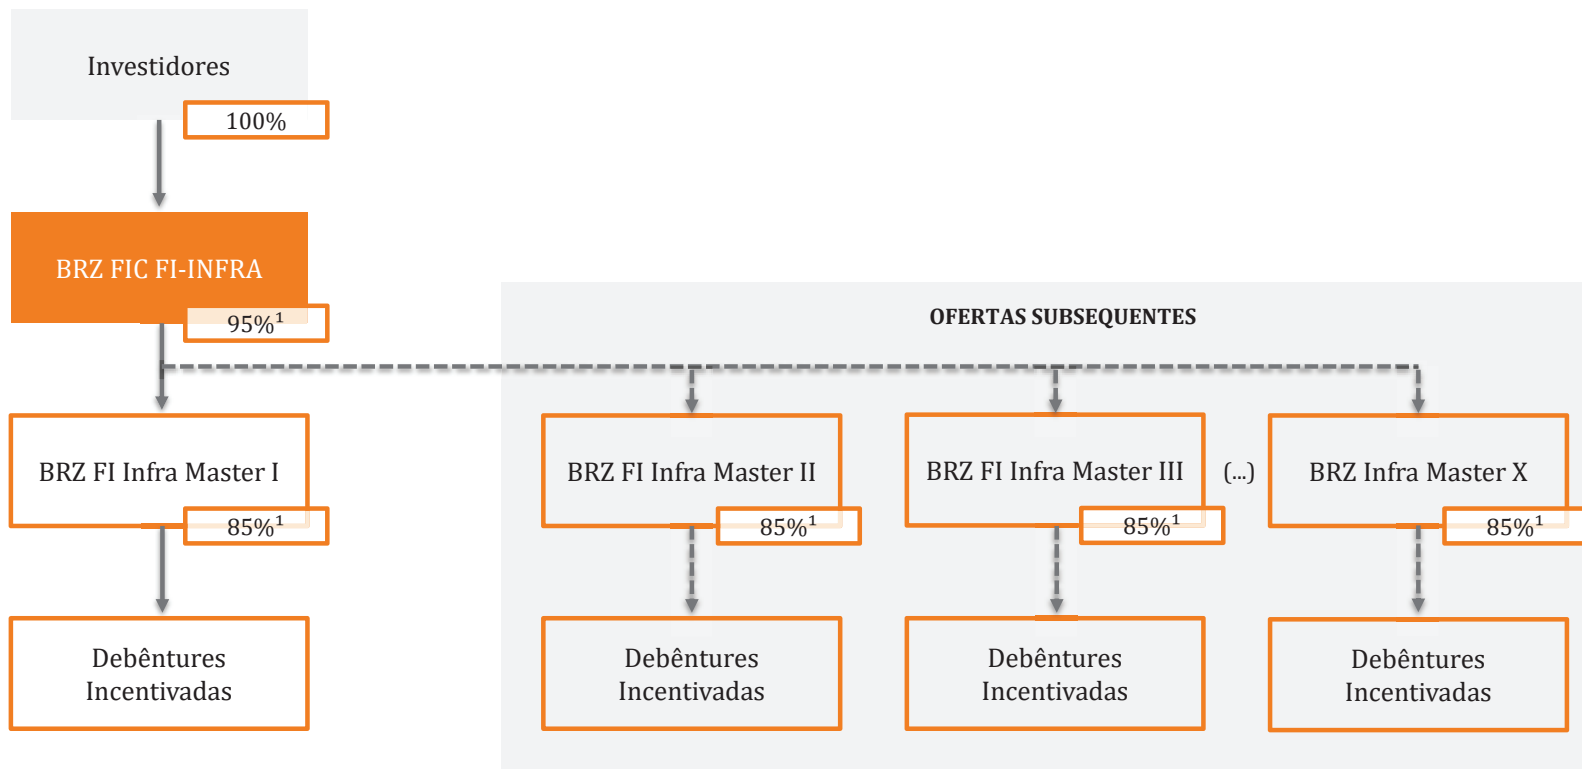 Investidores
100%
BRZ FIC FI-INFRA
95%¹
OFERTAS SUBSEQUENTES
BRZ FI Infra Master I
85%¹
BRZ FI Infra Master II
85%¹
BRZ FI Infra Master III
85%¹
(...)
BRZ Infra Master X
85%¹
Debêntures
Incentivadas
Debêntures
Incentivadas
Debêntures
Incentivadas
Debêntures
Incentivadas